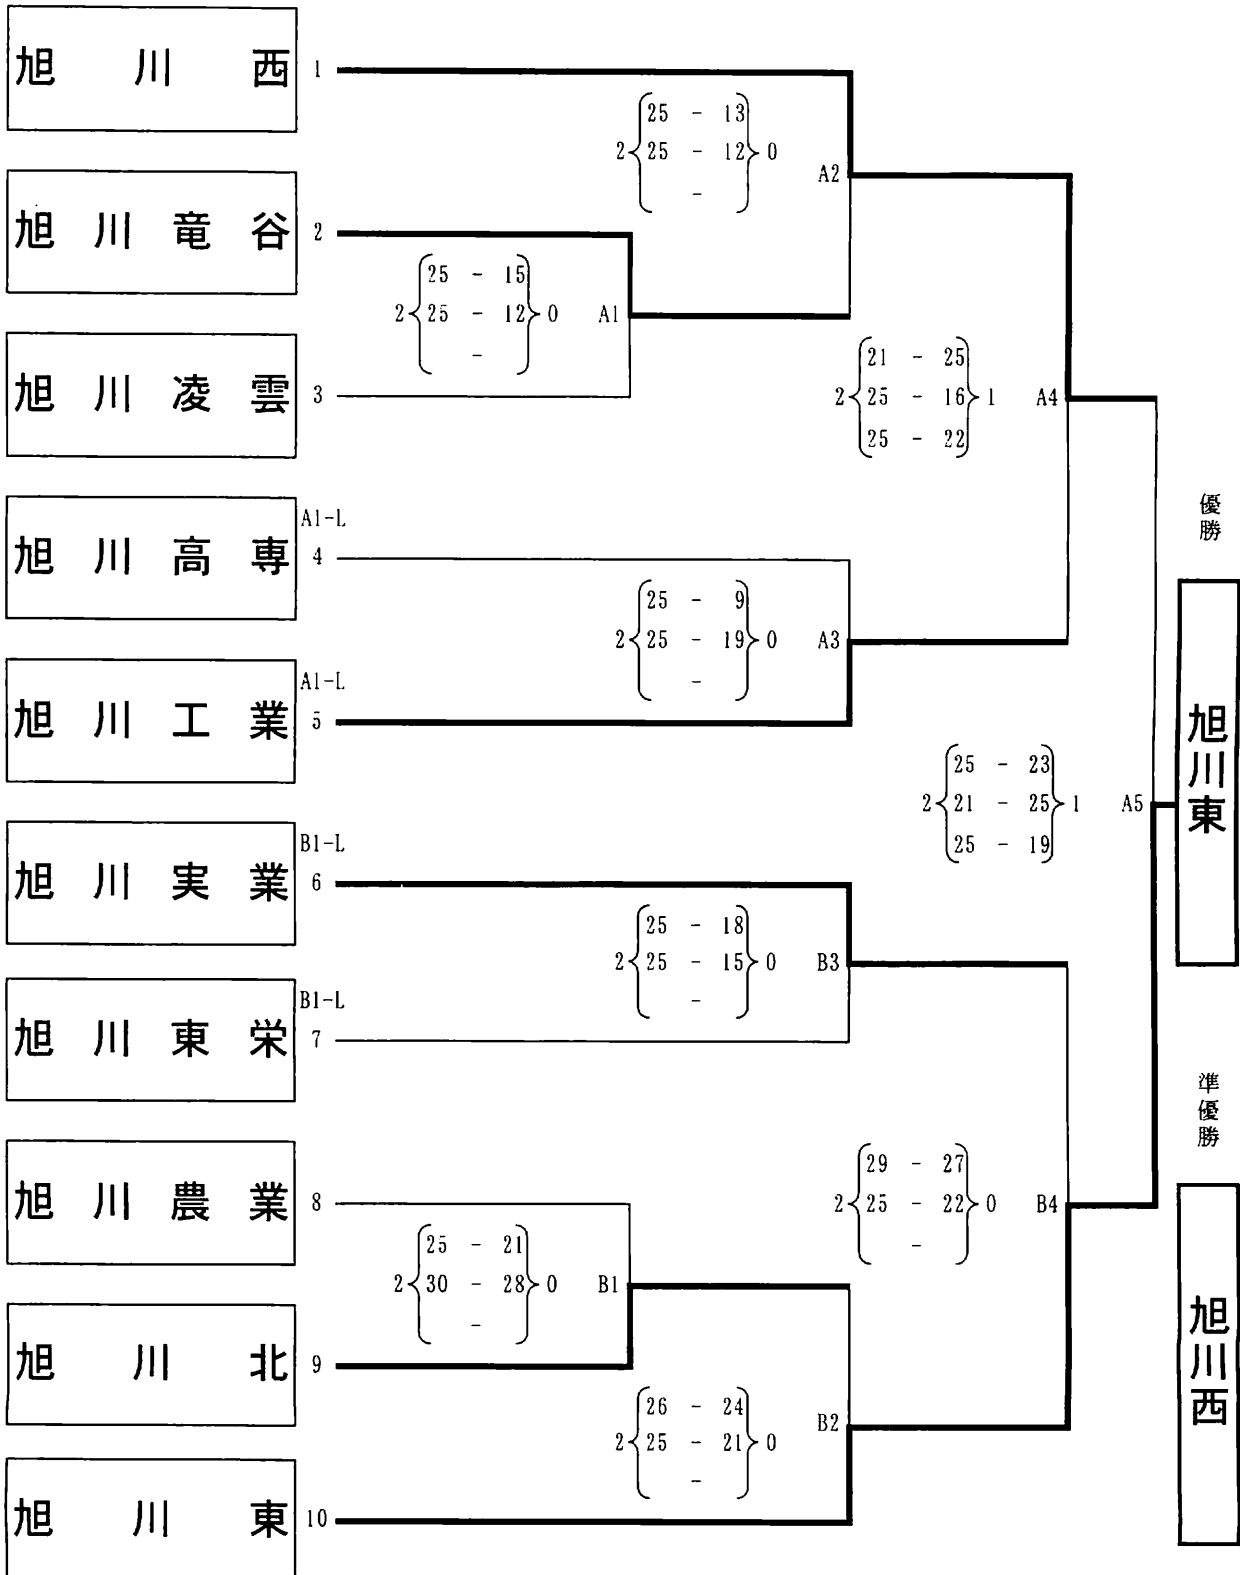 旭川西 1
25 - 13
2 25 - 12 0
-
A2
旭川竜谷 2
25 - 15
2 25 - 12 0
-
A1
旭川凌雲 3
21 - 25
2 25 - 16 1
25 - 22
A4
A1-L
旭川高専 4
25 - 9
2 25 - 19 0
-
A3
A1-L
旭川工業 5
25 - 23
2 21 - 25 1
25 - 19
A5
B1-L
旭川実業 6
25 - 18
2 25 - 15 0
-
B3
B1-L
旭川東栄 7
29 - 27
2 25 - 22 0
-
B4
旭川農業 8
25 - 21
2 30 - 28 0
-
B1
旭川北 9
26 - 24
2 25 - 21 0
-
B2
旭川東 10
優勝
旭川東
準優勝
旭川西